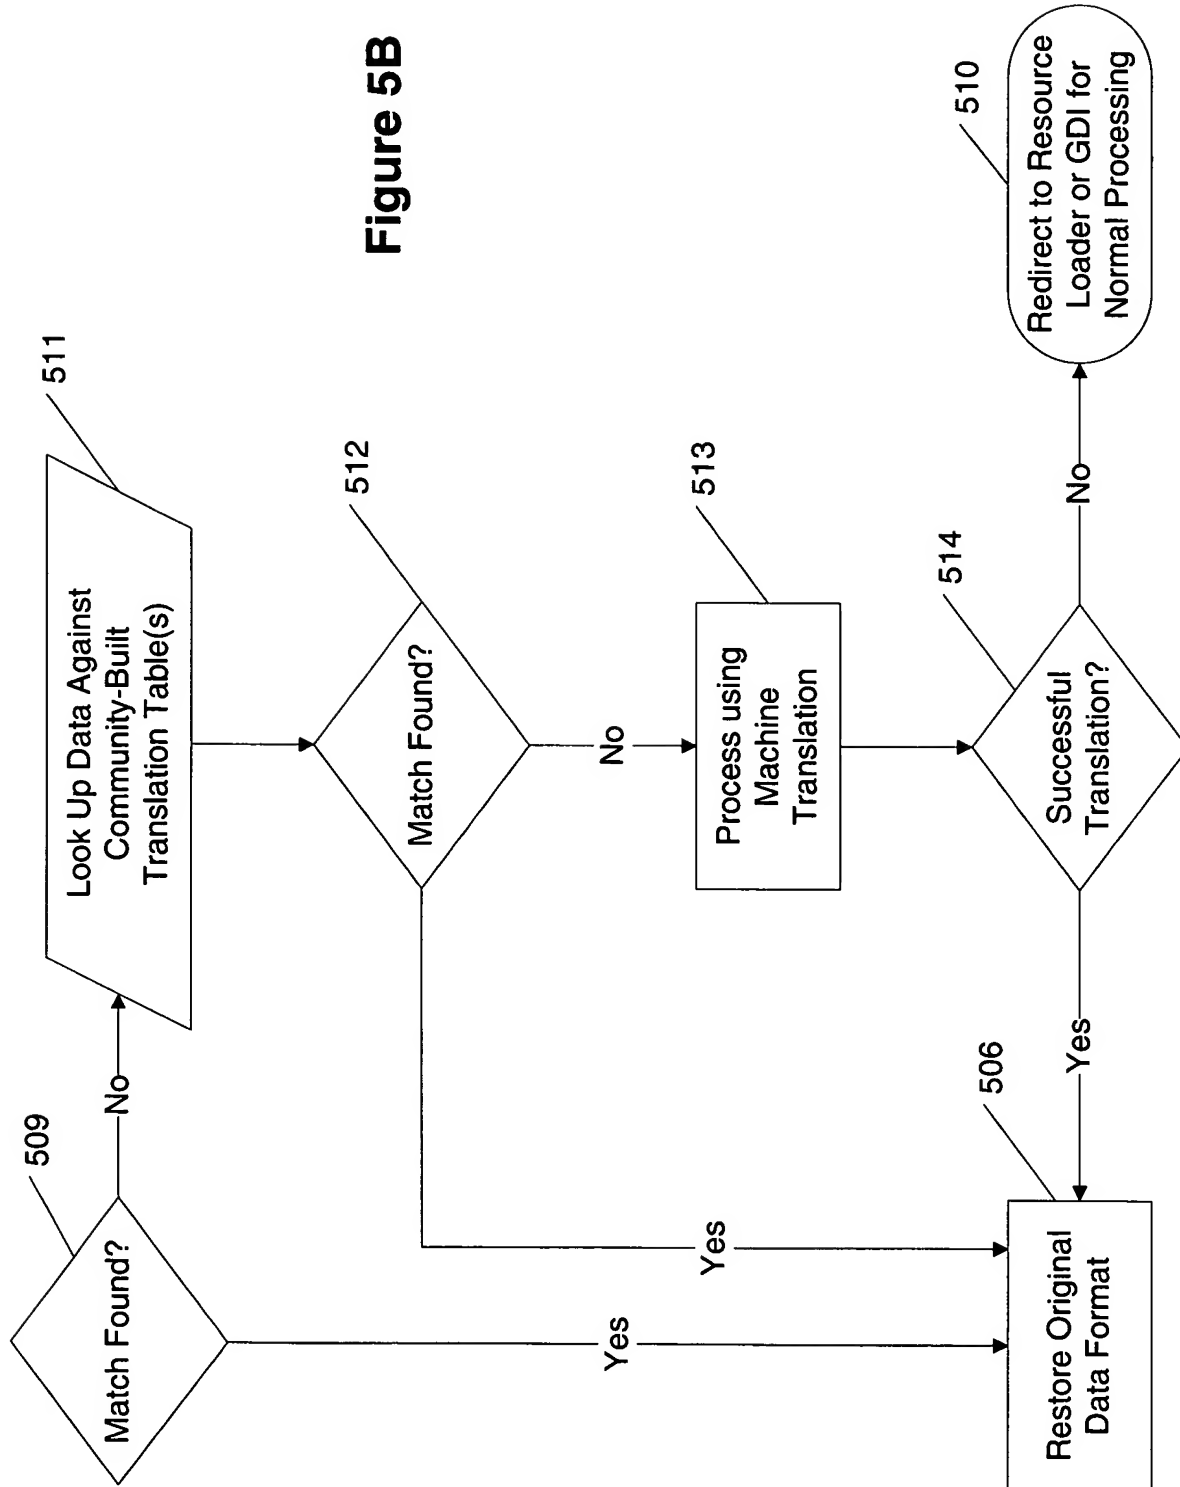 509
Match Found?
No
511
Look Up Data Against
Community-Built
Translation Table(s)
512
Match Found?
Yes
Yes
No
513
Process using
Machine
Translation
514
Successful
Translation?
Yes
No
506
Restore Original
Data Format
510
Redirect to Resource
Loader or GDI for
Normal Processing
Figure 5B